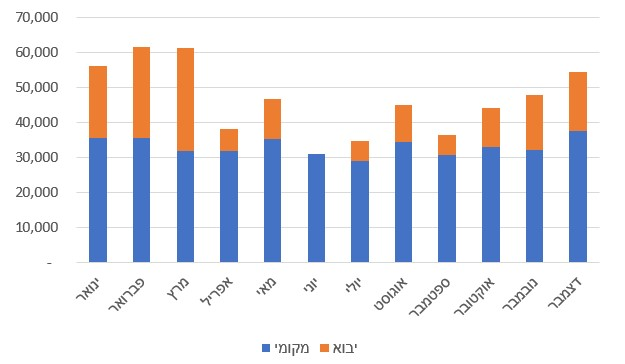 70,000
60,000
50,000
40,000
30,000
20,000
10,000
-
ינואר
פברואר
מרץ
אפריל
מאי
יוני
יולי
אוגוסט
ספטמבר
אוקטובר
נובמבר
דצמבר
יבוא
מקומי